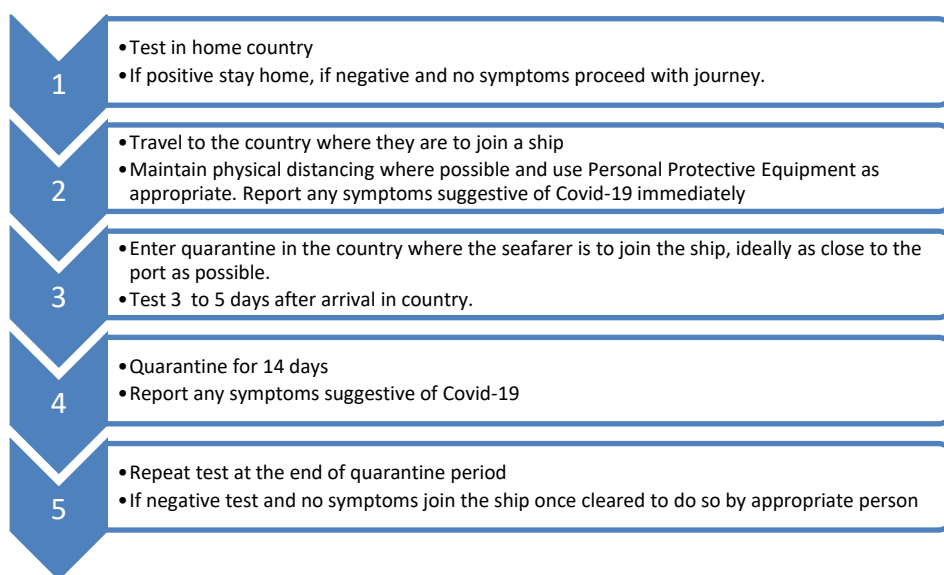 1
•Test in home country
•If positive stay home, if negative and no symptoms proceed with journey.
2
•Travel to the country where they are to join a ship
•Maintain physical distancing where possible and use Personal Protective Equipment as
appropriate. Report any symptoms suggestive of Covid-19 immediately
3
•Enter quarantine in the country where the seafarer is to join the ship, ideally as close to the
port as possible.
•Test 3 to 5 days after arrival in country.
4
•Quarantine for 14 days
•Report any symptoms suggestive of Covid-19
5
•Repeat test at the end of quarantine period
•If negative test and no symptoms join the ship once cleared to do so by appropriate person